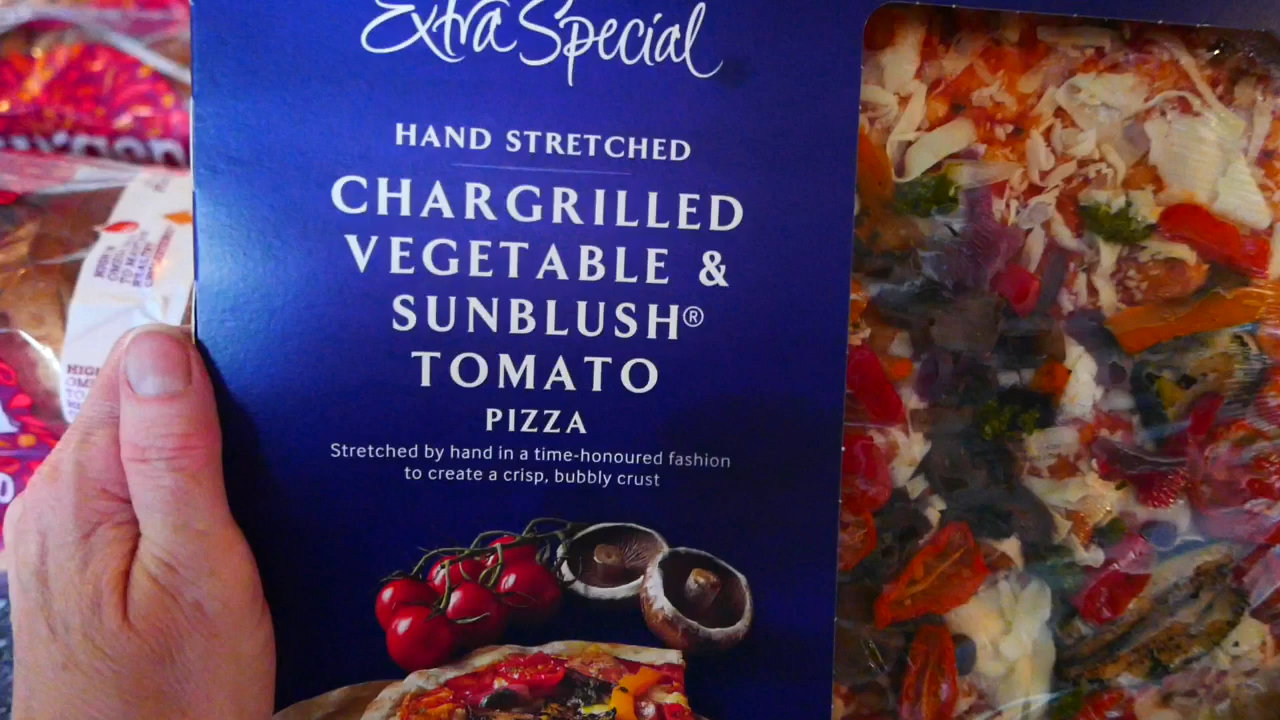 Extra Special
HAND STRETCHED
CHARGRILLED
VEGETABLE &
SUNBLUSH®
TOMATO
PIZZA
Stretched by hand in a time-honoured fashion
to create a crisp, bubbly crust
HIGH